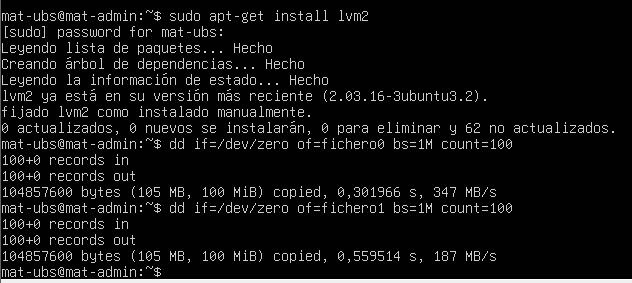 mat-ubs@mat-admin:~$ sudo apt-get install lvm2
[sudo] password for mat-ubs:
Leyendo lista de paquetes... Hecho
Creando árbol de dependencias... Hecho
Leyendo la información de estado... Hecho
lvm2 ya está en su versión más reciente (2.03.16-3ubuntu3.2).
fijado lvm2 como instalado manualmente.
0 actualizados, 0 nuevos se instalarán, 0 para eliminar y 62 no actualizados.
mat-ubs@mat-admin:~$ dd if=/dev/zero of=fichero0 bs=1M count=100
100+0 records in
100+0 records out
104857600 bytes (105 MB, 100 MiB) copied, 0,301966 s, 347 MB/s
mat-ubs@mat-admin:~$ dd if=/dev/zero of=fichero1 bs=1M count=100
100+0 records in
100+0 records out
104857600 bytes (105 MB, 100 MiB) copied, 0,559514 s, 187 MB/s
mat-ubs@mat-admin:~$